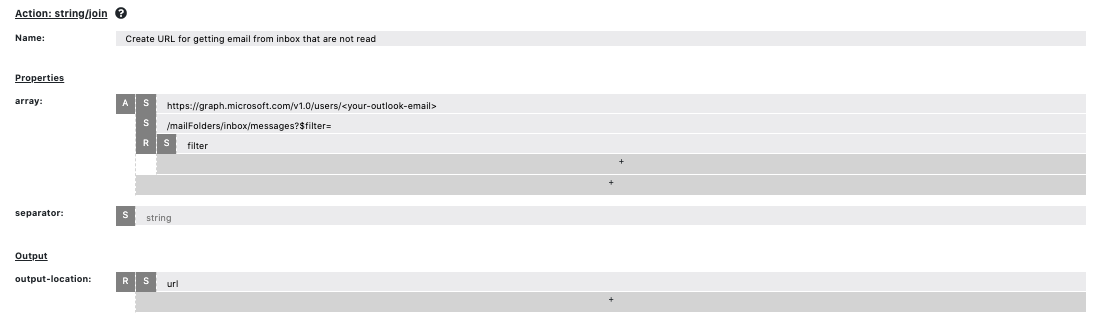 Action: string/join ?
Name: Create URL for getting email from inbox that are not read
Properties
array: A S https://graph.microsoft.com/v1.0/users/<your-outlook-email>
S /mailFolders/inbox/messages?$filter=
R S filter
+
+
separator: S string
Output
output-location: R S url
+